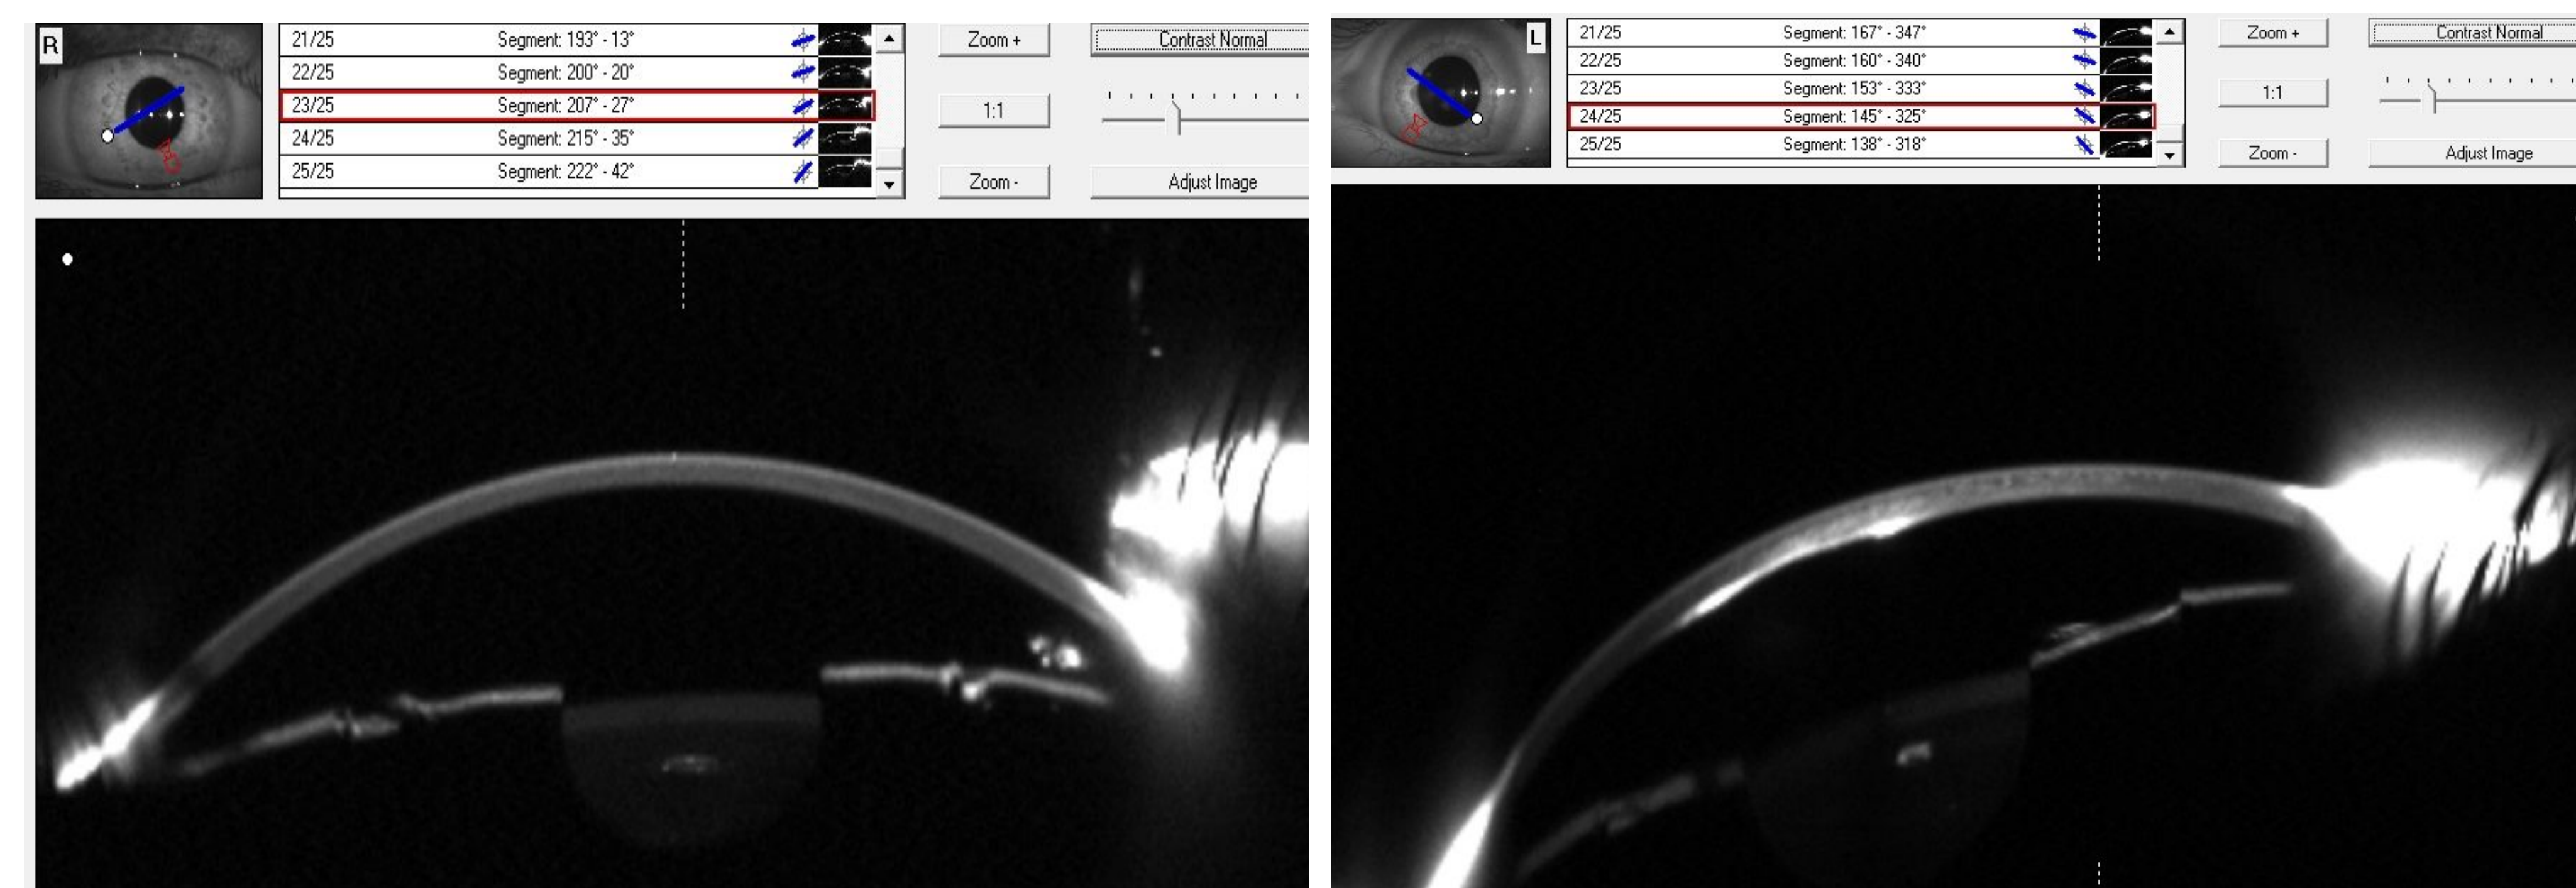 R
21/25 Segment: 193° - 13°
22/25 Segment: 200° - 20°
23/25 Segment: 207° - 27°
24/25 Segment: 215° - 35°
25/25 Segment: 222° - 42°
Zoom +
1:1
Zoom -
Contrast Normal
Adjust Image
L
21/25 Segment: 167° - 347°
22/25 Segment: 160° - 340°
23/25 Segment: 153° - 333°
24/25 Segment: 145° - 325°
25/25 Segment: 138° - 318°
Zoom +
1:1
Zoom -
Contrast Normal
Adjust Image